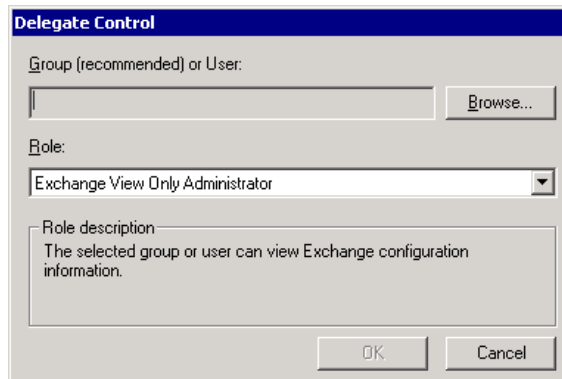 Delegate Control
Group (recommended) or User:
Browse...
Role:
Exchange View Only Administrator
Role description
The selected group or user can view Exchange configuration
information.
OK
Cancel